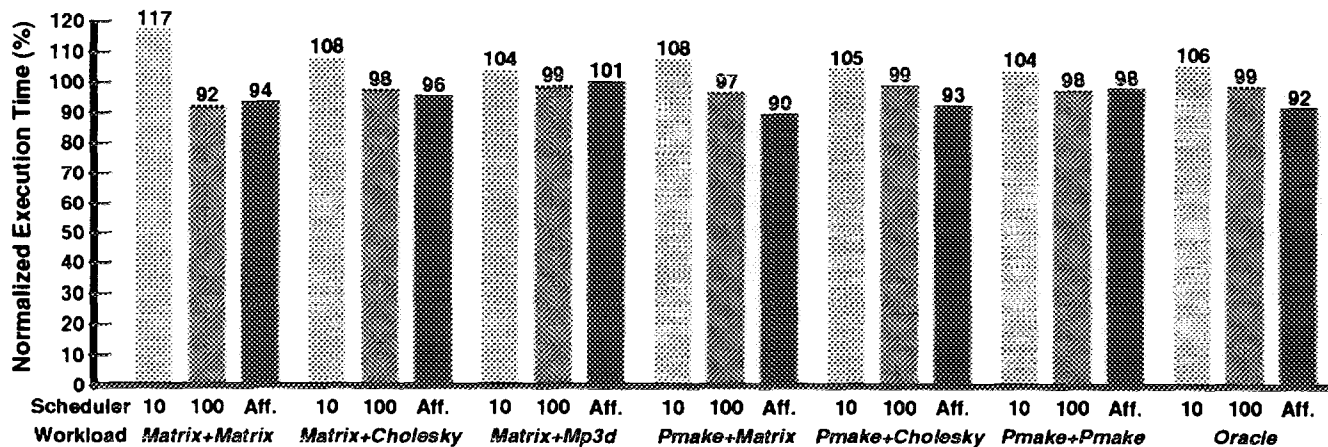 Normalized Execution Time (%)
120
110
100
90
80
70
60
50
40
30
20
10
0
117 92 94
108 98 96
104 99 101
108 97 90
105 99 93
104 98 98
106 99 92
Scheduler 10 100 Aff. 10 100 Aff. 10 100 Aff. 10 100 Aff. 10 100 Aff. 10 100 Aff. 10 100 Aff.
Workload Matrix+Matrix Matrix+Cholesky Matrix+Mp3d Pmake+Matrix Pmake+Cholesky Pmake+Pmake Oracle